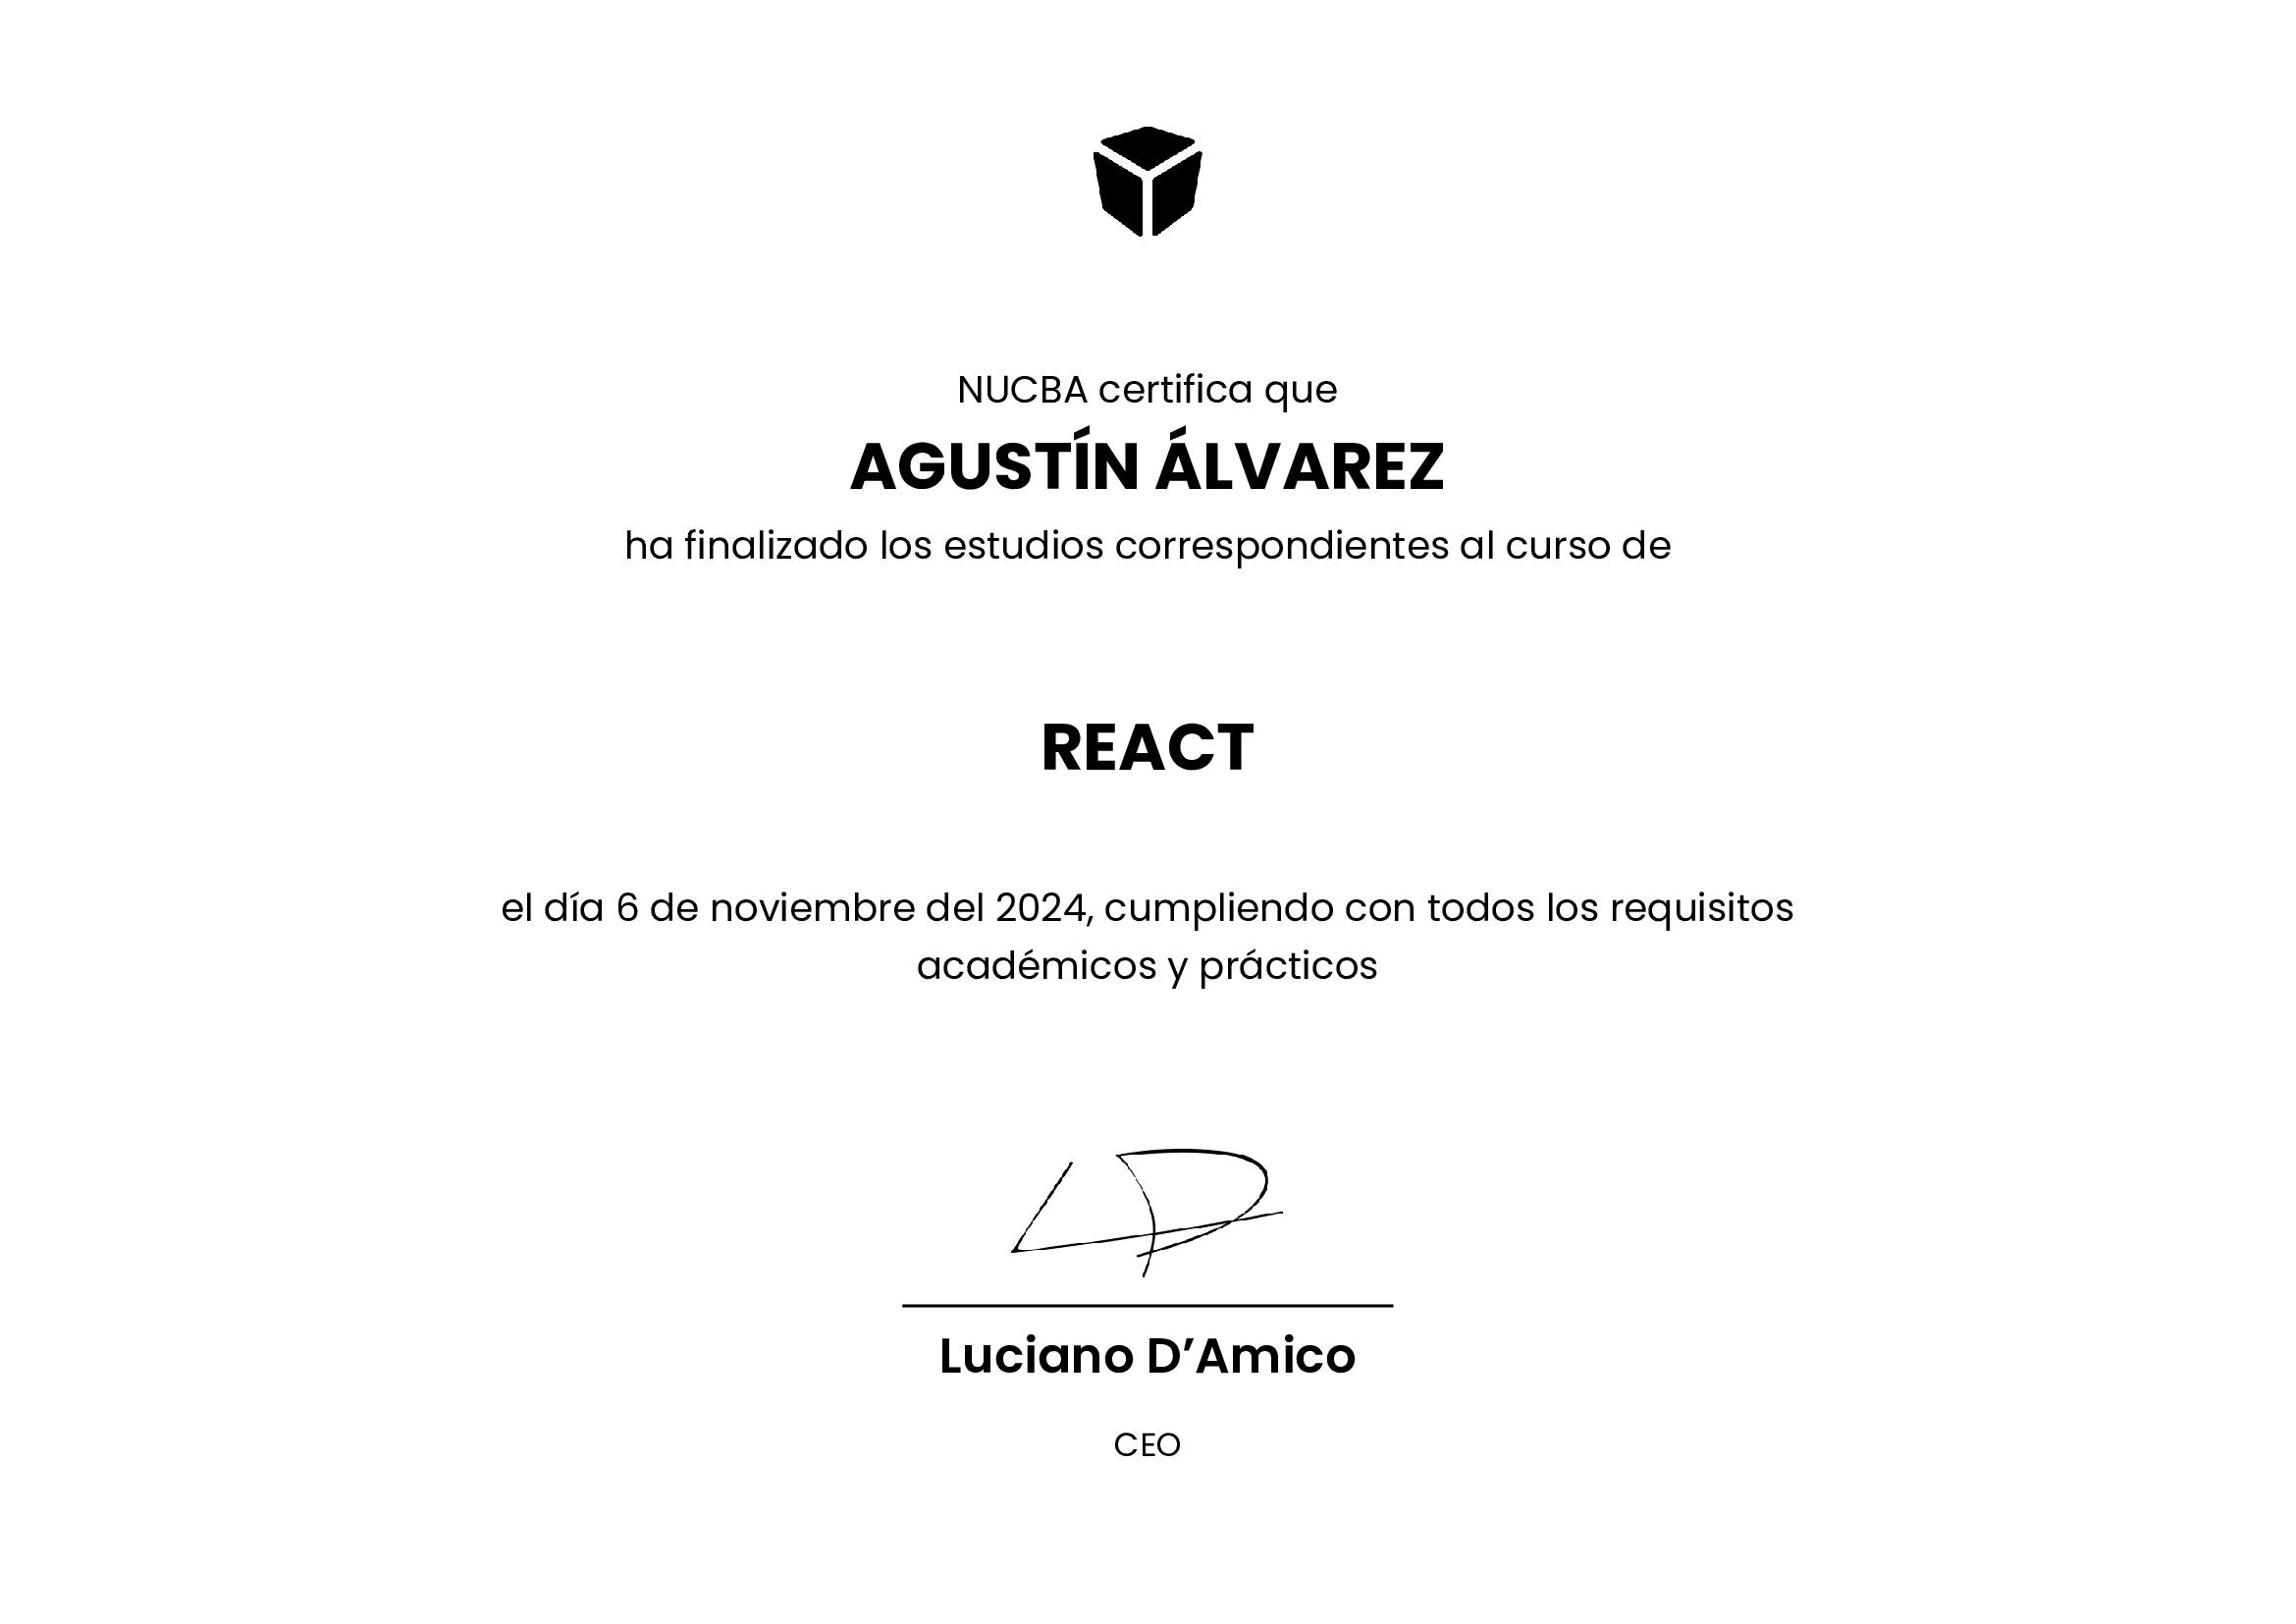 NUCBA certifica que
AGUSTÍN ÁLVAREZ
ha finalizado los estudios correspondientes al curso de
REACT
el día 6 de noviembre del 2024, cumpliendo con todos los requisitos
académicos y prácticos
Luciano D’Amico
CEO